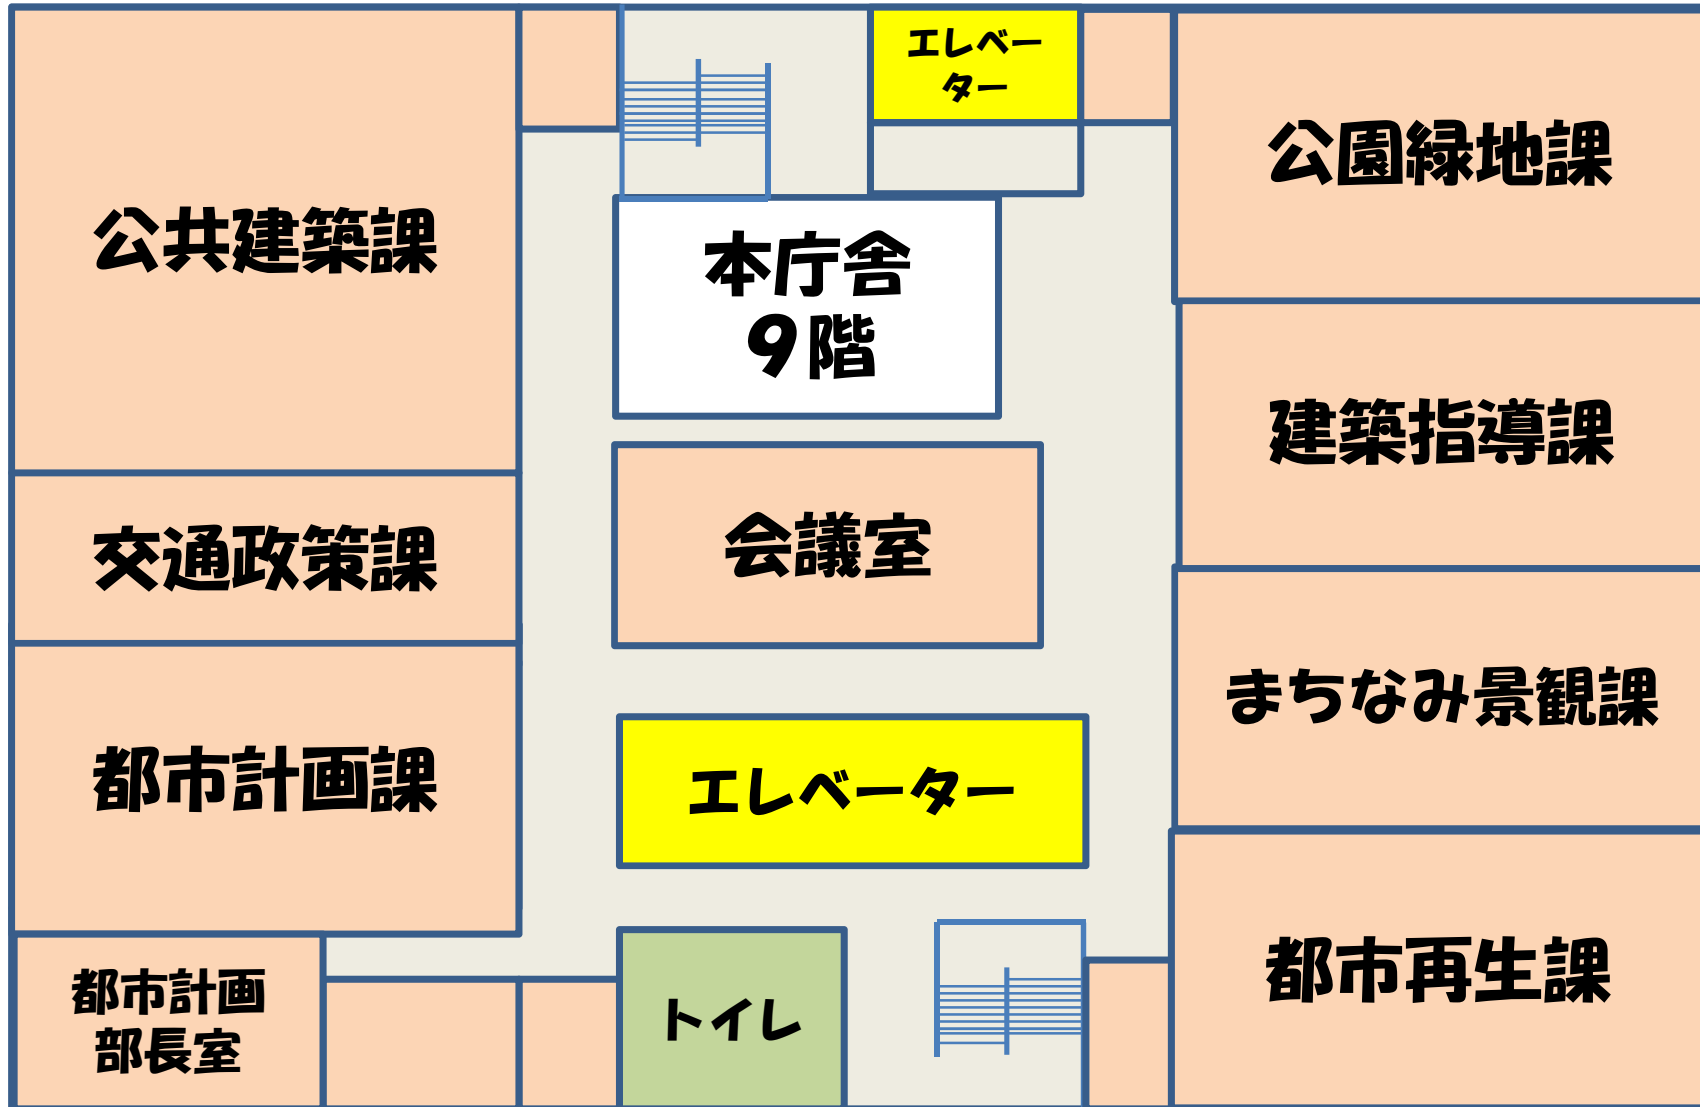 エレベー
ター
公園緑地課
公共建築課
本庁舎
9階
建築指導課
会議室
交通政策課
まちなみ景観課
都市計画課
エレベーター
都市再生課
都市計画
部長室
トイレ